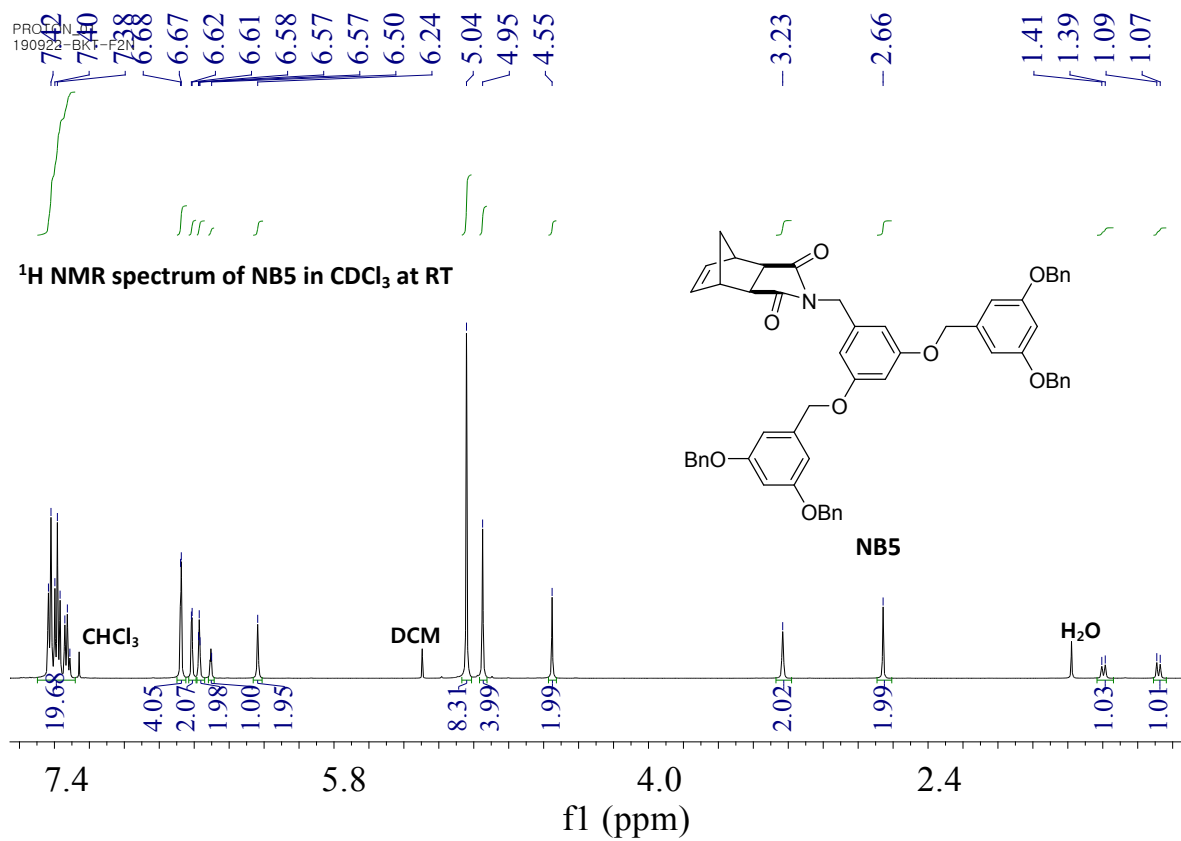 PROTON_01
190922-BKT-F2N
7.42 7.40 7.38 6.68 6.67 6.62 6.61 6.58 6.57 6.57 6.50 6.24 5.04 4.95 4.55 3.23 2.66 1.41 1.39 1.09 1.07
¹H NMR spectrum of NB5 in CDCl₃ at RT
O
N
O
OBn
O
OBn
O
BnO
OBn
NB5
CHCl₃
DCM
H₂O
19.68 4.05 2.07 1.98 1.00 1.95 8.31 3.99 1.99 2.02 1.99 1.03 1.01
7.4 5.8 4.0 2.4
f1 (ppm)